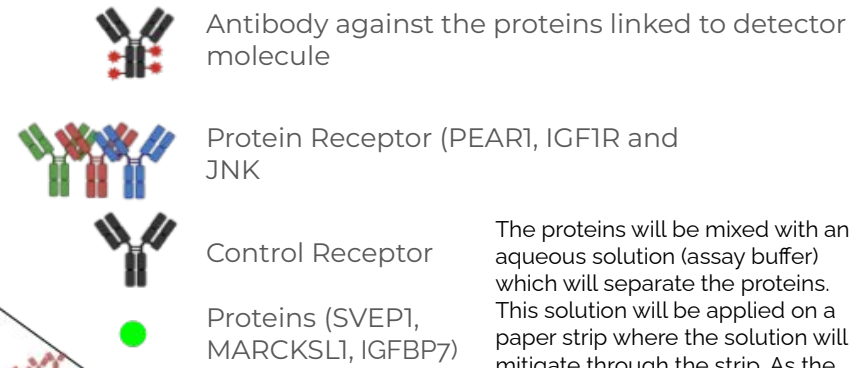 Antibody against the proteins linked to detector
molecule
Protein Receptor (PEAR1, IGF1R and
JNK
Control Receptor
Proteins (SVEP1,
MARCKSL1, IGFBP7)
The proteins will be mixed with an
aqueous solution (assay buffer)
which will separate the proteins.
This solution will be applied on a
paper strip where the solution will
mitigate through the strip. As the